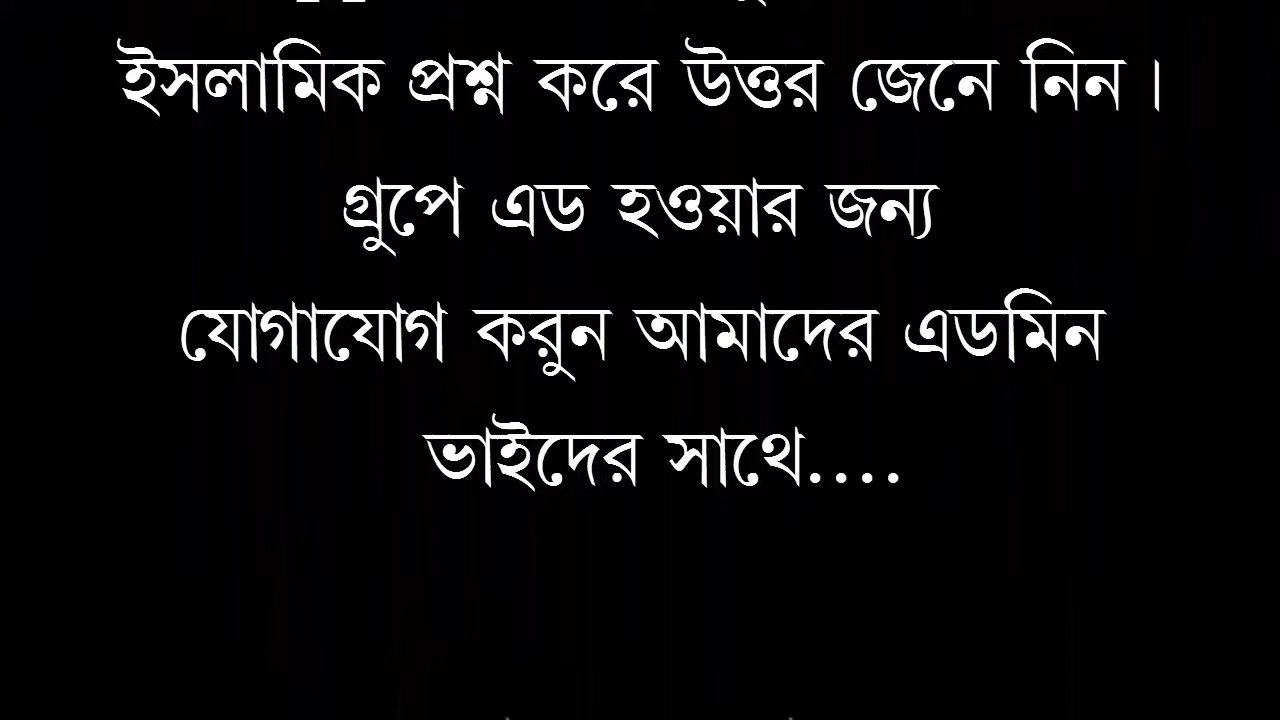 ইসলামিক প্রশ্ন করে উত্তর জেনে নিন।
গ্রুপে এড হওয়ার জন্য
যোগাযোগ করুন আমাদের এডমিন
ভাইদের সাথে....